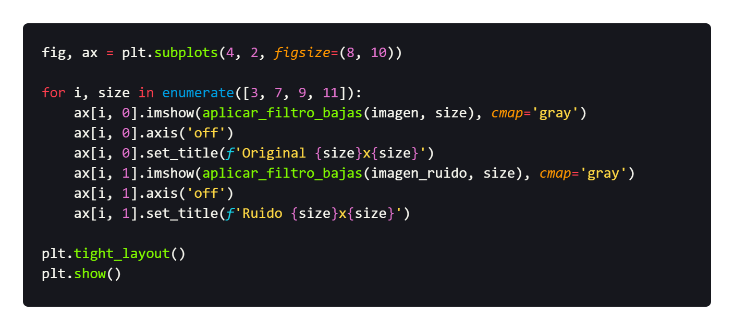 fig, ax = plt.subplots(4, 2, figsize=(8, 10))

for i, size in enumerate([3, 7, 9, 11]):
    ax[i, 0].imshow(aplicar_filtro_bajas(imagen, size), cmap='gray')
    ax[i, 0].axis('off')
    ax[i, 0].set_title(f'Original {size}x{size}')
    ax[i, 1].imshow(aplicar_filtro_bajas(imagen_ruido, size), cmap='gray')
    ax[i, 1].axis('off')
    ax[i, 1].set_title(f'Ruido {size}x{size}')

plt.tight_layout()
plt.show()